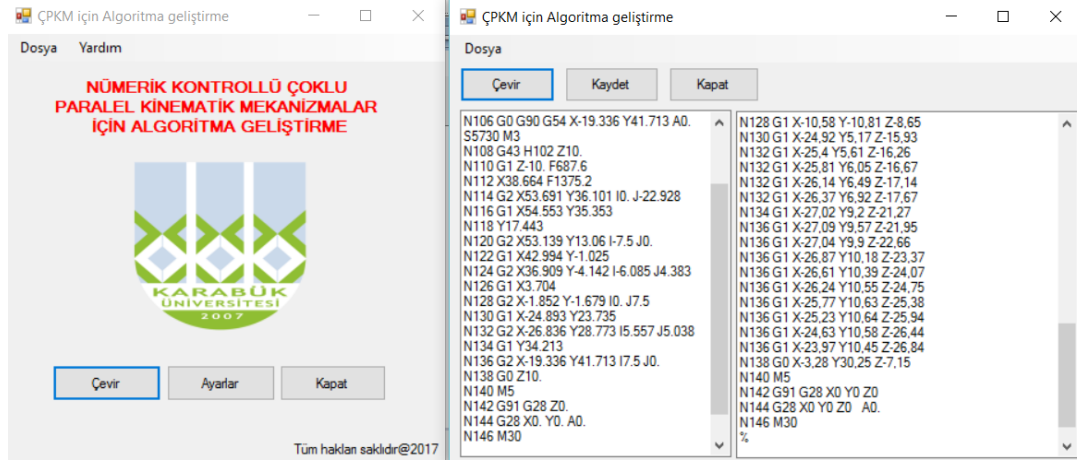 ÇPKM için Algoritma geliştirme
Dosya Yardım
NÜMERİK KONTROLLÜ ÇOKLU
PARALEL KİNEMATİK MEKANİZMALAR
İÇİN ALGORİTMA GELİŞTİRME
KARABÜK
ÜNİVERSİTESİ
2007
Çevir Ayarlar Kapat
Tüm hakları saklıdır@2017
ÇPKM için Algoritma geliştirme
Dosya
Çevir Kaydet Kapat
N106 G0 G90 G54 X-19.336 Y41.713 A0.
S5730 M3
N108 G43 H102 Z10.
N110 G1 Z-10. F687.6
N112 X38.664 F1375.2
N114 G2 X53.691 Y36.101 I0. J-22.928
N116 G1 X54.553 Y35.353
N118 Y17.443
N120 G2 X53.139 Y13.06 I-7.5 J0.
N122 G1 X42.994 Y-1.025
N124 G2 X36.909 Y-4.142 I-6.085 J4.383
N126 G1 X3.704
N128 G2 X-1.852 Y-1.679 I0. J7.5
N130 G1 X-24.893 Y23.735
N132 G2 X-26.836 Y28.773 I5.557 J5.038
N134 G1 Y34.213
N136 G2 X-19.336 Y41.713 I7.5 J0.
N138 G0 Z10.
N140 M5
N142 G91 G28 Z0.
N144 G28 X0. Y0. A0.
N146 M30
N128 G1 X-10,58 Y-10,81 Z-8,65
N130 G1 X-24,92 Y5,17 Z-15,93
N132 G1 X-25,4 Y5,61 Z-16,26
N132 G1 X-25,81 Y6,05 Z-16,67
N132 G1 X-26,14 Y6,49 Z-17,14
N132 G1 X-26,37 Y6,92 Z-17,67
N134 G1 X-27,02 Y9,2 Z-21,27
N136 G1 X-27,09 Y9,57 Z-21,95
N136 G1 X-27,04 Y9,9 Z-22,66
N136 G1 X-26,87 Y10,18 Z-23,37
N136 G1 X-26,61 Y10,39 Z-24,07
N136 G1 X-26,24 Y10,55 Z-24,75
N136 G1 X-25,77 Y10,63 Z-25,38
N136 G1 X-25,23 Y10,64 Z-25,94
N136 G1 X-24,63 Y10,58 Z-26,44
N136 G1 X-23,97 Y10,45 Z-26,84
N138 G0 X-3,28 Y30,25 Z-7,15
N140 M5
N142 G91 G28 X0 Y0 Z0
N144 G28 X0 Y0 Z0 A0.
N146 M30
%